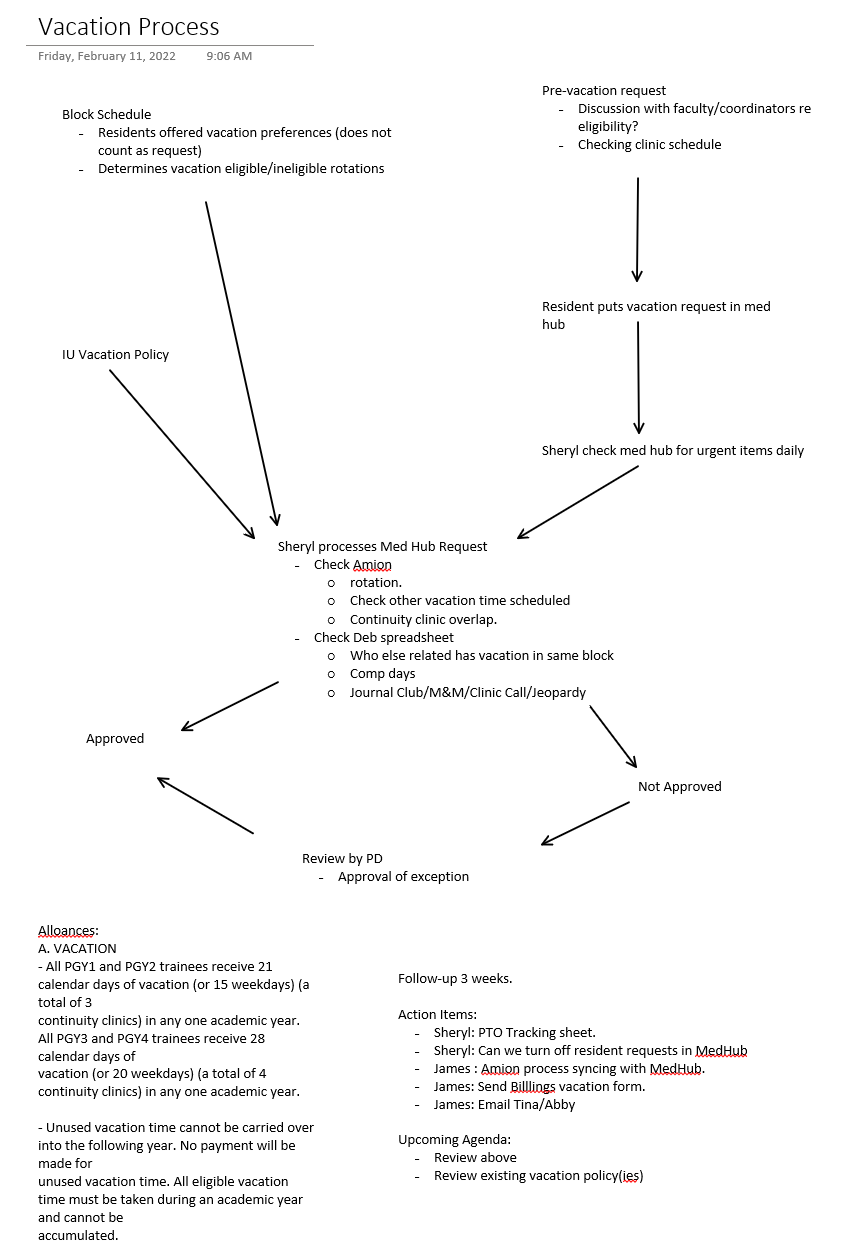 Vacation Process
Friday, February 11, 2022 9:06 AM
Block Schedule
- Residents offered vacation preferences (does not
count as request)
- Determines vacation eligible/ineligible rotations
Pre-vacation request
- Discussion with faculty/coordinators re
eligibility?
- Checking clinic schedule
Resident puts vacation request in med
hub
IU Vacation Policy
Sheryl check med hub for urgent items daily
Sheryl processes Med Hub Request
- Check Amion
o rotation.
o Check other vacation time scheduled
o Continuity clinic overlap.
- Check Deb spreadsheet
o Who else related has vacation in same block
o Comp days
o Journal Club/M&M/Clinic Call/Jeopardy
Approved
Not Approved
Review by PD
- Approval of exception
Alloances:
A. VACATION
- All PGY1 and PGY2 trainees receive 21
calendar days of vacation (or 15 weekdays) (a
total of 3
continuity clinics) in any one academic year.
All PGY3 and PGY4 trainees receive 28
calendar days of
vacation (or 20 weekdays) (a total of 4
continuity clinics) in any one academic year.
- Unused vacation time cannot be carried over
into the following year. No payment will be
made for
unused vacation time. All eligible vacation
time must be taken during an academic year
and cannot be
accumulated.
Follow-up 3 weeks.
Action Items:
- Sheryl: PTO Tracking sheet.
- Sheryl: Can we turn off resident requests in MedHub
- James : Amion process syncing with MedHub.
- James: Send Billlings vacation form.
- James: Email Tina/Abby
Upcoming Agenda:
- Review above
- Review existing vacation policy(ies)